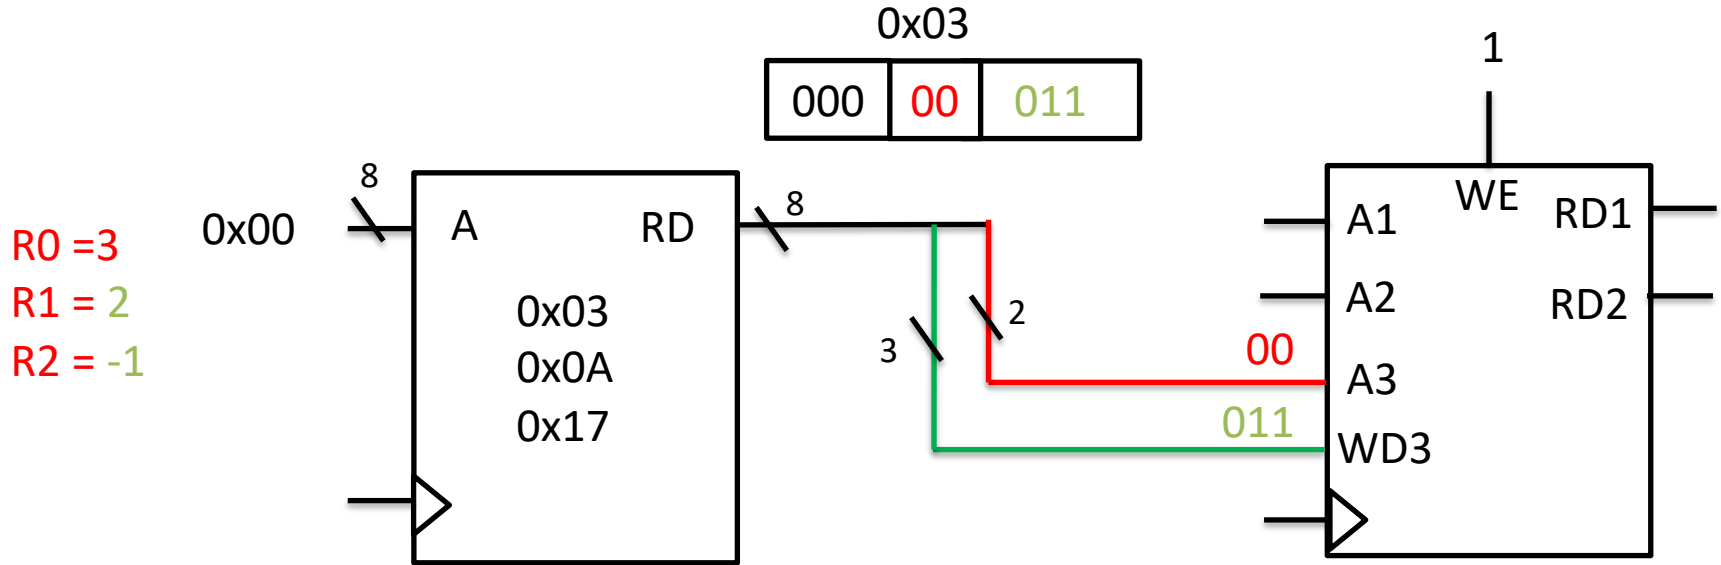 0x03
000 00 011
1
R0 =3
R1 = 2
R2 = -1
0x00
8
A
RD
0x03
0x0A
0x17
8
3
2
00
011
WE
A1
A2
A3
WD3
RD1
RD2